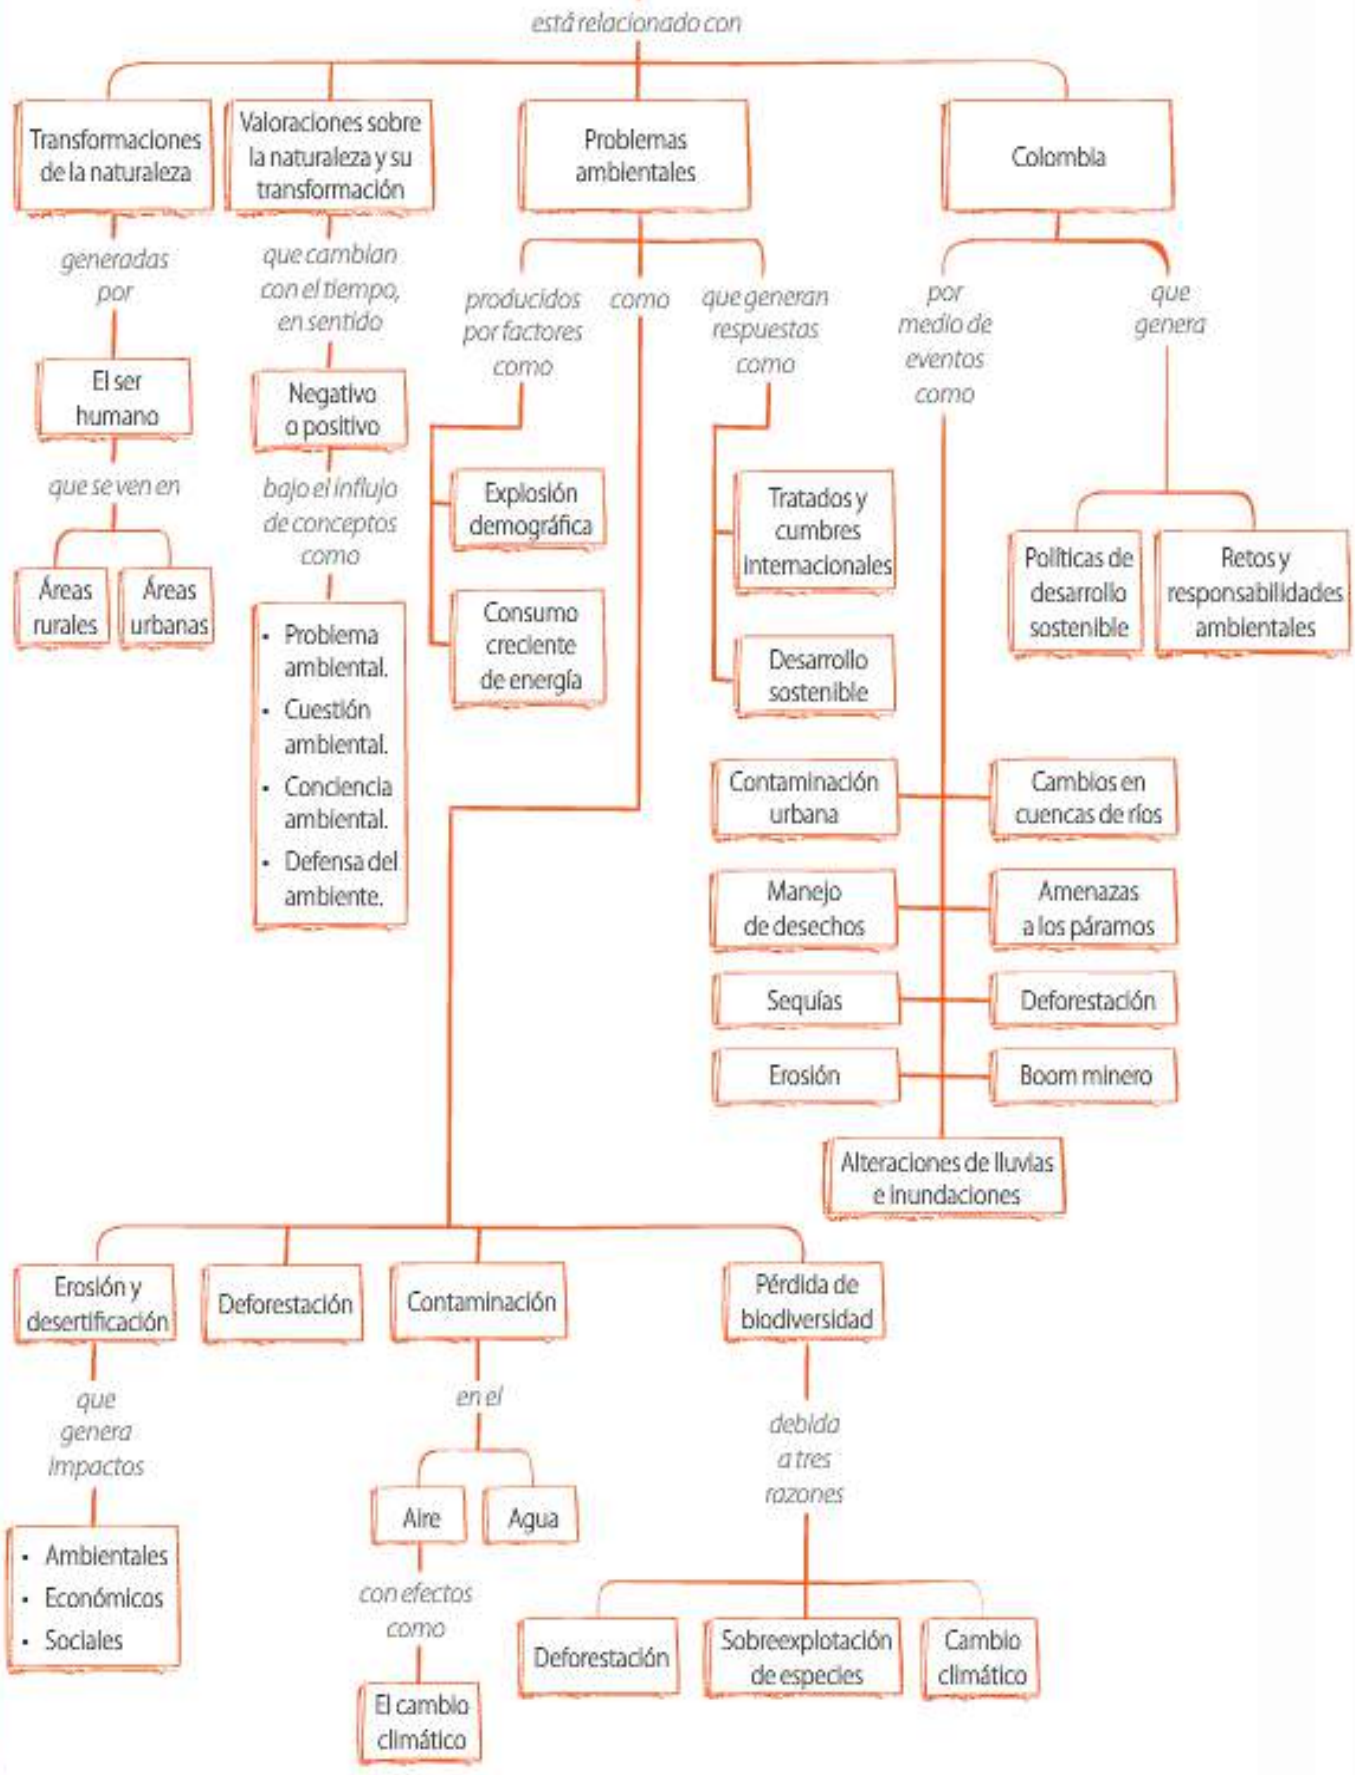 está relacionado con
Transformaciones
de la naturaleza
Valoraciones sobre
la naturaleza y su
transformación
Problemas
ambientales
Colombia
generadas
por
El ser
humano
que se ven en
Áreas
rurales
Áreas
urbanas
que cambian
con el tiempo,
en sentido
Negativo
o positivo
bajo el influjo
de conceptos
como
• Problema
ambiental.
• Cuestión
ambiental.
• Conciencia
ambiental.
• Defensa del
ambiente.
producidos
por factores
como
Explosión
demográfica
Consumo
creciente
de energía
como
que generan
respuestas
como
Tratados y
cumbres
internacionales
Desarrollo
sostenible
por
medio de
eventos
como
que
genera
Políticas de
desarrollo
sostenible
Retos y
responsabilidades
ambientales
Contaminación
urbana
Cambios en
cuencas de ríos
Manejo
de desechos
Amenazas
a los páramos
Sequías
Deforestación
Erosión
Boom minero
Alteraciones de lluvias
e inundaciones
Erosión y
desertificación
Deforestación
Contaminación
Pérdida de
biodiversidad
que
genera
impactos
• Ambientales
• Económicos
• Sociales
en el
Aire
Agua
con efectos
como
El cambio
climático
debida
a tres
razones
Deforestación
Sobreexplotación
de especies
Cambio
climático